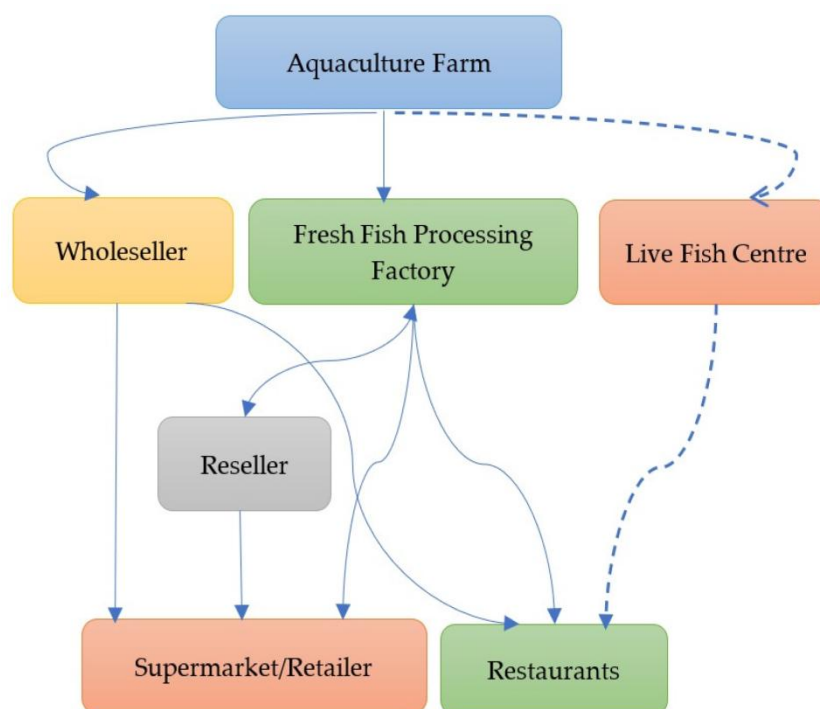 Aquaculture Farm
Wholeseller
Fresh Fish Processing
Factory
Live Fish Centre
Reseller
Supermarket/Retailer
Restaurants